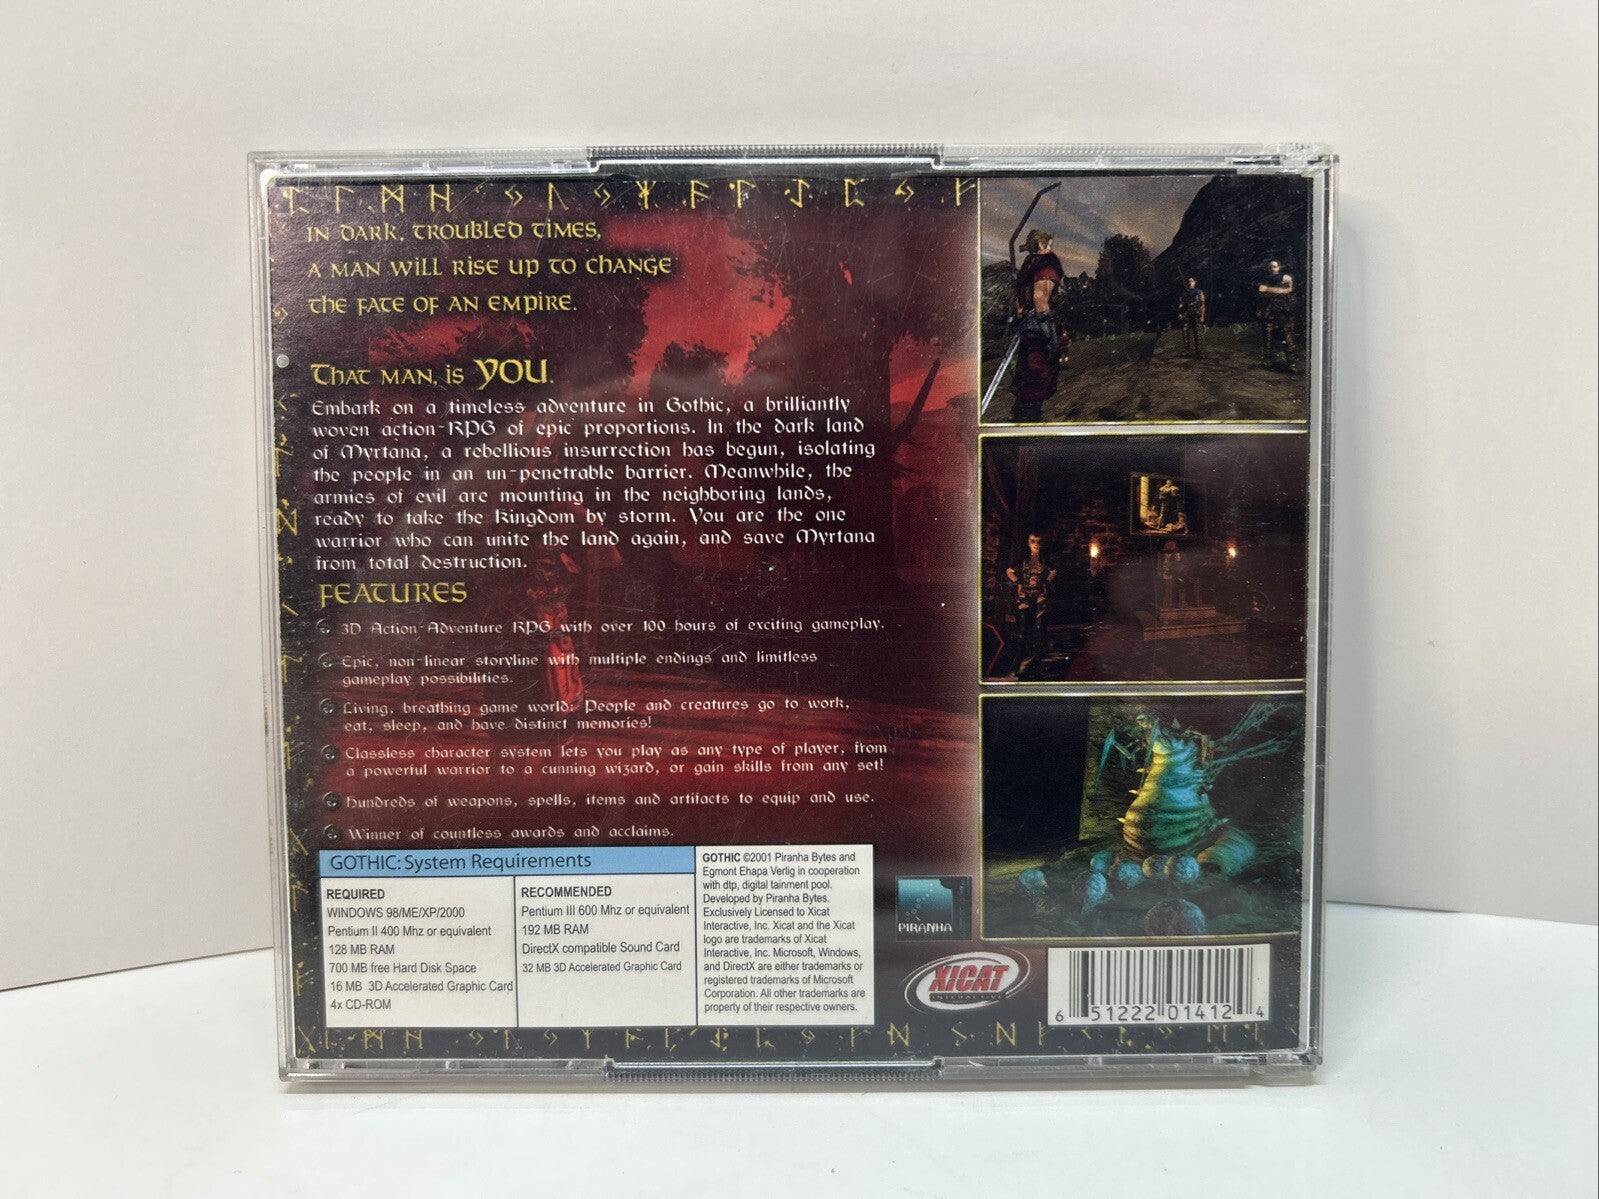 IN DARK, TROUBLED TIMES,
A MAN WILL RISE UP TO CHANGE
THE FATE OF AN EMPIRE.
THAT MAN, IS YOU.
Embark on a timeless adventure in Gothic, a brilliantly
woven action-RPG of epic proportions. In the dark land
of Myrtana, a rebellious insurrection has begun, isolating
the people in an un-penetrable barrier. Meanwhile, the
armies of evil are mounting in the neighboring lands,
ready to take the Kingdom by storm. You are the one
warrior who can unite the land again, and save Myrtana
from total destruction.
FEATURES
3D Action-Adventure RPG with over 100 hours of exciting gameplay.
Epic, non-linear storyline with multiple endings and limitless
gameplay possibilities.
Living, breathing game world: People and creatures go to work,
eat, sleep, and have distinct memories!
Classless character system lets you play as any type of player, from
a powerful warrior to a cunning wizard, or gain skills from any set!
Hundreds of weapons, spells, items and artifacts to equip and use.
Winner of countless awards and acclaims.
GOTHIC: System Requirements
REQUIRED
WINDOWS 98/ME/XP/2000
Pentium II 400 Mhz or equivalent
128 MB RAM
700 MB free Hard Disk Space
16 MB 3D Accelerated Graphic Card
4x CD-ROM
RECOMMENDED
Pentium III 600 Mhz or equivalent
192 MB RAM
DirectX compatible Sound Card
32 MB 3D Accelerated Graphic Card
GOTHIC ©2001 Piranha Bytes and
Egmont Ehapa Verlig in cooperation
with dtp, digital tainment pool.
Developed by Piranha Bytes.
Exclusively Licensed to Xicat
Interactive, Inc. Xicat and the Xicat
logo are trademarks of Xicat
Interactive, Inc. Microsoft, Windows,
and DirectX are either trademarks or
registered trademarks of Microsoft
Corporation. All other trademarks are
property of their respective owners.
PIRANHA
XICAT
INTERACTIVE
6 51222 01412 4